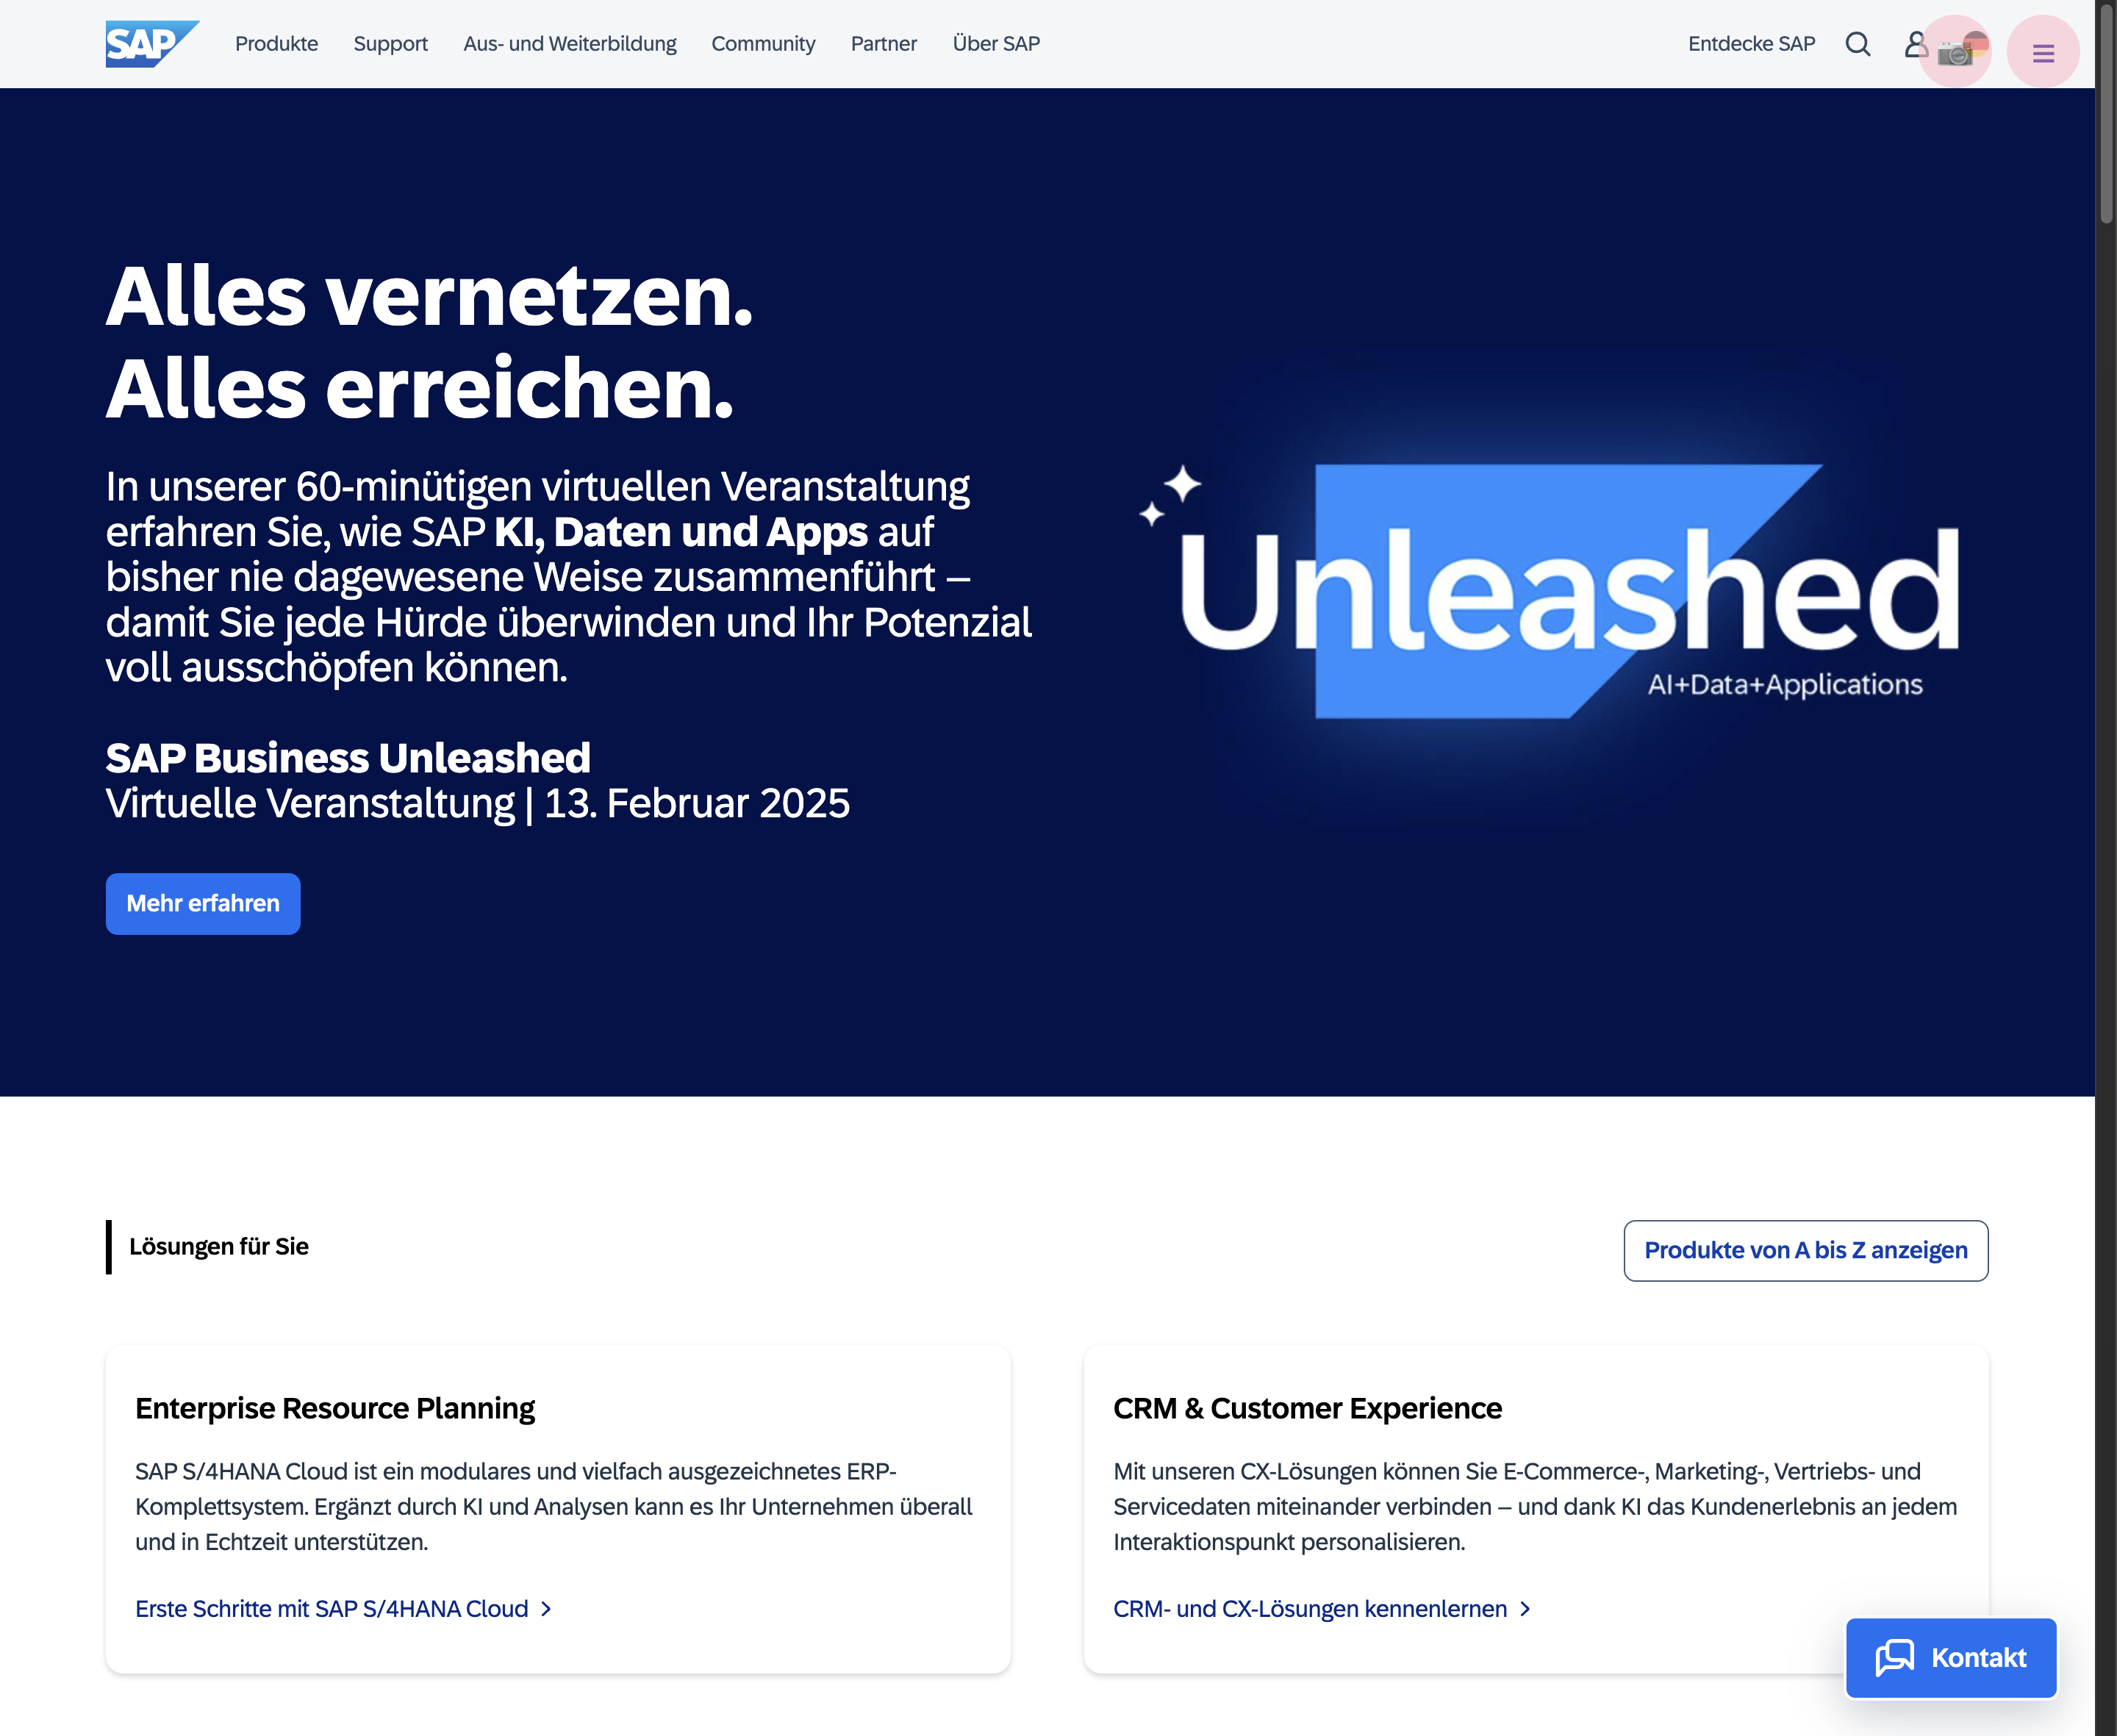 SAP Produkte Support Aus- und Weiterbildung Community Partner Über SAP Entdecke SAP
Alles vernetzen.
Alles erreichen.
In unserer 60-minütigen virtuellen Veranstaltung
erfahren Sie, wie SAP KI, Daten und Apps auf
bisher nie dagewesene Weise zusammenführt –
damit Sie jede Hürde überwinden und Ihr Potenzial
voll ausschöpfen können.
SAP Business Unleashed
Virtuelle Veranstaltung | 13. Februar 2025
Mehr erfahren
Unleashed
AI+Data+Applications
Lösungen für Sie
Produkte von A bis Z anzeigen
Enterprise Resource Planning
SAP S/4HANA Cloud ist ein modulares und vielfach ausgezeichnetes ERP-
Komplettsystem. Ergänzt durch KI und Analysen kann es Ihr Unternehmen überall
und in Echtzeit unterstützen.
Erste Schritte mit SAP S/4HANA Cloud
CRM & Customer Experience
Mit unseren CX-Lösungen können Sie E-Commerce-, Marketing-, Vertriebs- und
Servicedaten miteinander verbinden – und dank KI das Kundenerlebnis an jedem
Interaktionspunkt personalisieren.
CRM- und CX-Lösungen kennenlernen
Kontakt